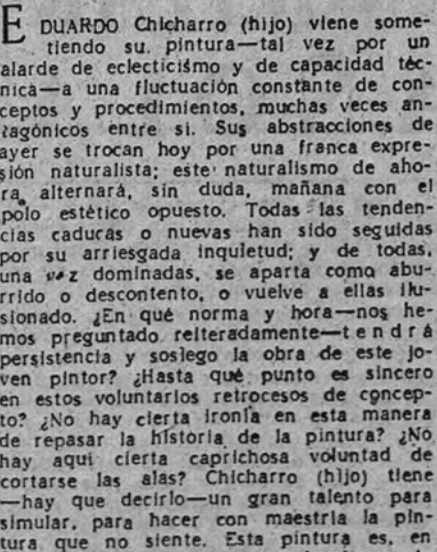 EDUARDO Chicharro (hijo) viene some-
tiendo su pintura—tal vez por un
alarde de eclecticismo y de capacidad téc-
nica—a una fluctuación constante de con-
ceptos y procedimientos, muchas veces an-
tagónicos entre si. Sus abstracciones de
ayer se trocan hoy por una franca expre-
sión naturalista; este naturalismo de aho-
ra alternará, sin duda, mañana con el
polo estético opuesto. Todas las tenden-
cias caducas o nuevas han sido seguidas
por su arriesgada inquietud; y de todas,
una vez dominadas, se aparta como abu-
rrido o descontento, o vuelve a ellas ilu-
sionado. ¿En qué norma y hora—nos he-
mos preguntado reiteradamente—tendrá
persistencia y sosiego la obra de este jo-
ven pintor? ¿Hasta qué punto es sincero
en estos voluntarios retrocesos de concep-
to? ¿No hay cierta ironía en esta manera
de repasar la historia de la pintura? ¿No
hay aquí cierta caprichosa voluntad de
cortarse las alas? Chicharro (hijo) tiene
—hay que decirlo—un gran talento para
simular, para hacer con maestría la pin-
tura que no siente. Esta pintura es, en